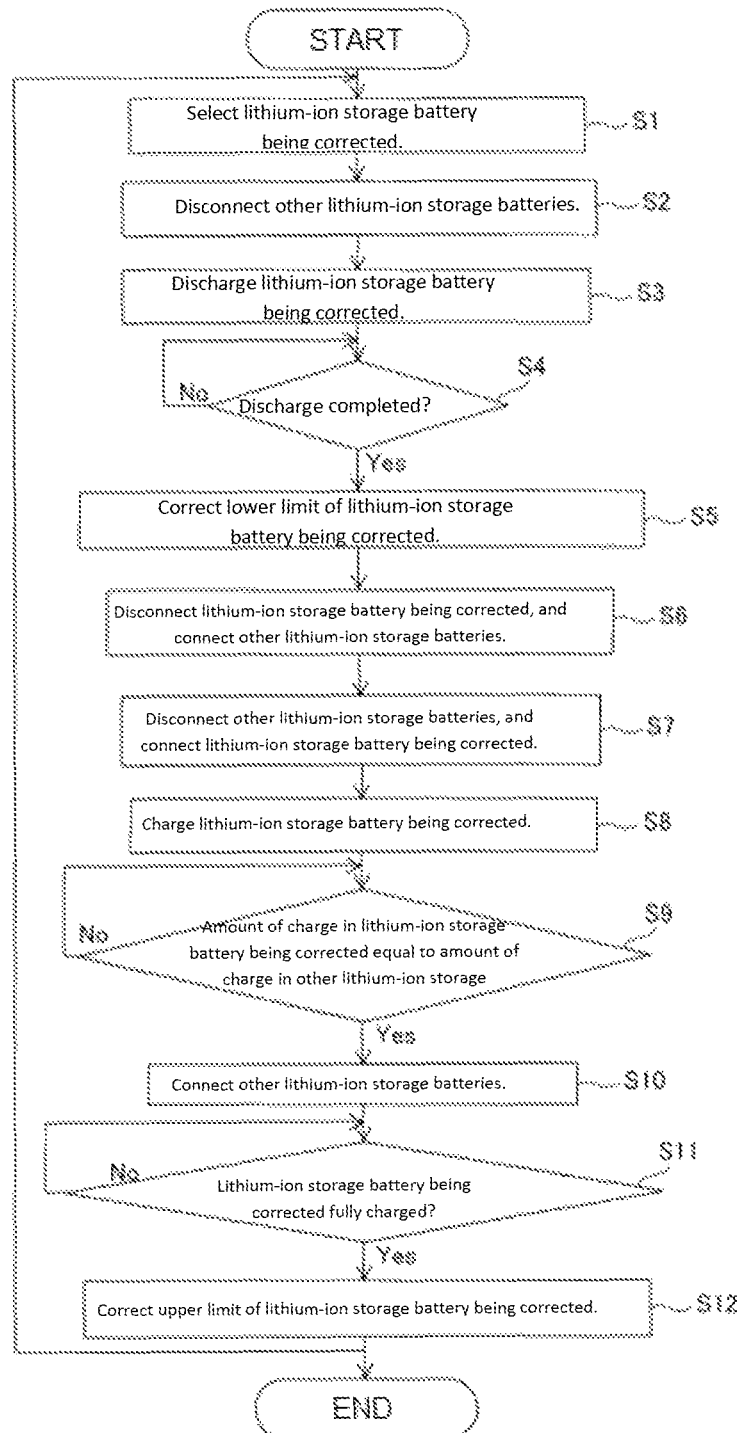 START
Select lithium-ion storage battery
being corrected.
S1
Disconnect other lithium-ion storage batteries.
S2
Discharge lithium-ion storage battery
being corrected.
S3
S4
No
Discharge completed?
Yes
Correct lower limit of lithium-ion storage
battery being corrected.
S5
Disconnect lithium-ion storage battery being corrected, and
connect other lithium-ion storage batteries.
S6
Disconnect other lithium-ion storage batteries, and
connect lithium-ion storage battery being corrected.
S7
Charge lithium-ion storage battery being corrected.
S8
S9
No
Amount of charge in lithium-ion storage
battery being corrected equal to amount of
charge in other lithium-ion storage
Yes
Connect other lithium-ion storage batteries.
S10
S11
No
Lithium-ion storage battery being
corrected fully charged?
Yes
Correct upper limit of lithium-ion storage battery being corrected.
S12
END